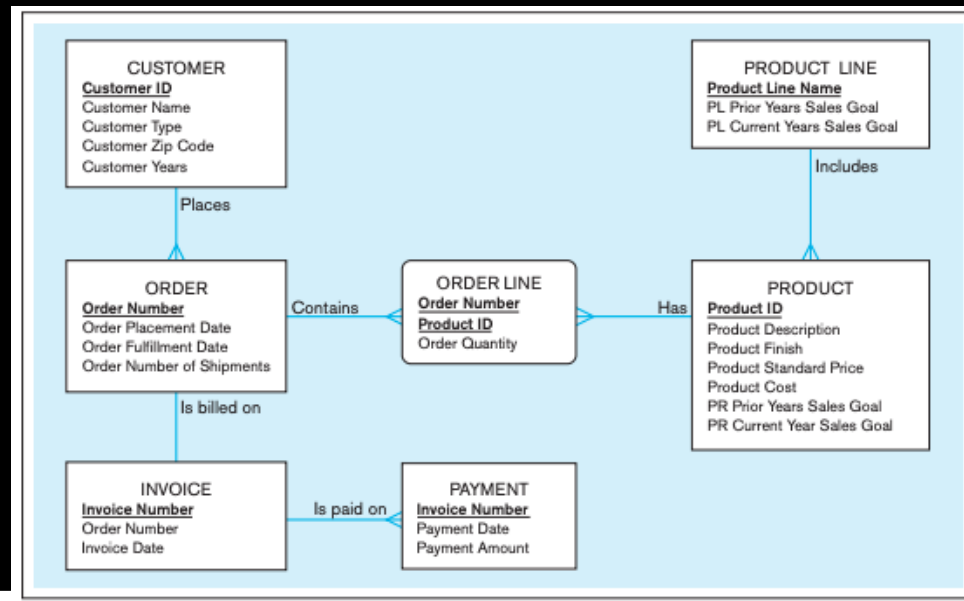 CUSTOMER
Customer ID
Customer Name
Customer Type
Customer Zip Code
Customer Years
PRODUCT LINE
Product Line Name
PL Prior Years Sales Goal
PL Current Years Sales Goal
Places
Includes
ORDER
Order Number
Order Placement Date
Order Fulfillment Date
Order Number of Shipments
Contains
ORDER LINE
Order Number
Product ID
Order Quantity
Has
PRODUCT
Product ID
Product Description
Product Finish
Product Standard Price
Product Cost
PR Prior Years Sales Goal
PR Current Year Sales Goal
Is billed on
INVOICE
Invoice Number
Order Number
Invoice Date
Is paid on
PAYMENT
Invoice Number
Payment Date
Payment Amount